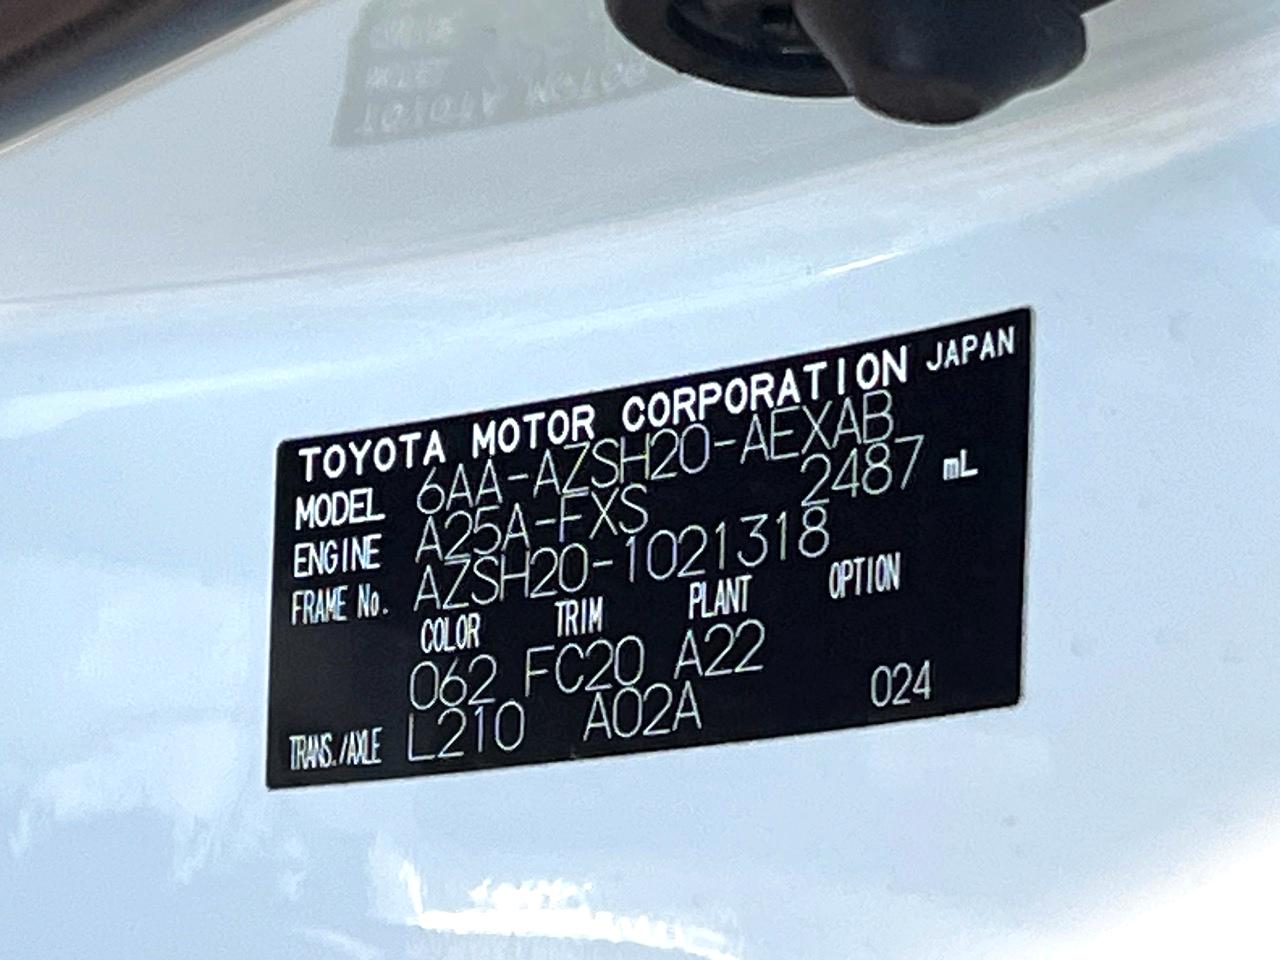 TOYOTA MOTOR CORPORATION JAPAN
MODEL 6AA-AZSH20-AEXAB
ENGINE A25A-FXS 2487 mL
FRAME No. AZSH20-1021318
COLOR TRIM PLANT OPTION
062 FC20 A22
TRANS./AXLE L210 A02A 024